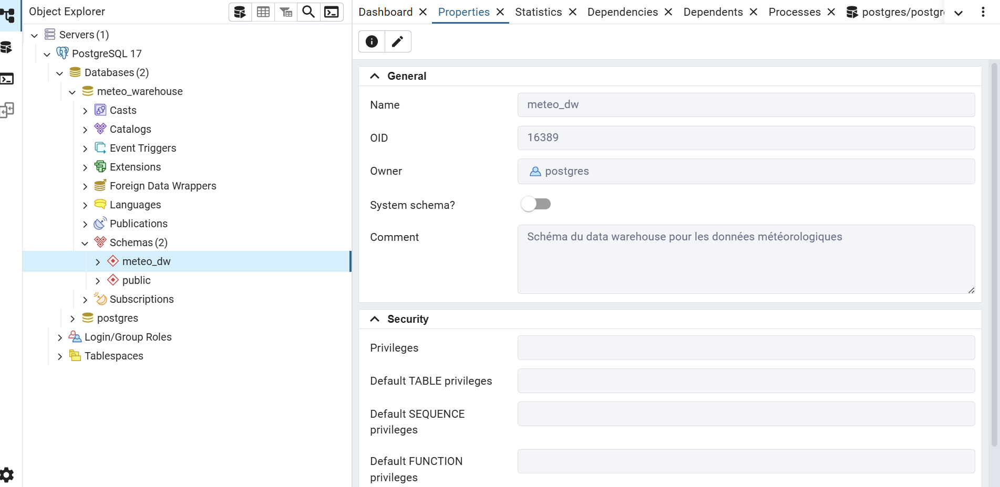 Object Explorer
Servers (1)
PostgreSQL 17
Databases (2)
meteo_warehouse
Casts
Catalogs
Event Triggers
Extensions
Foreign Data Wrappers
Languages
Publications
Schemas (2)
meteo_dw
public
Subscriptions
postgres
Login/Group Roles
Tablespaces
Dashboard Properties Statistics Dependencies Dependents Processes
General
Name meteo_dw
OID 16389
Owner postgres
System schema?
Comment Schéma du data warehouse pour les données météorologiques
Security
Privileges
Default TABLE privileges
Default SEQUENCE
privileges
Default FUNCTION
privileges